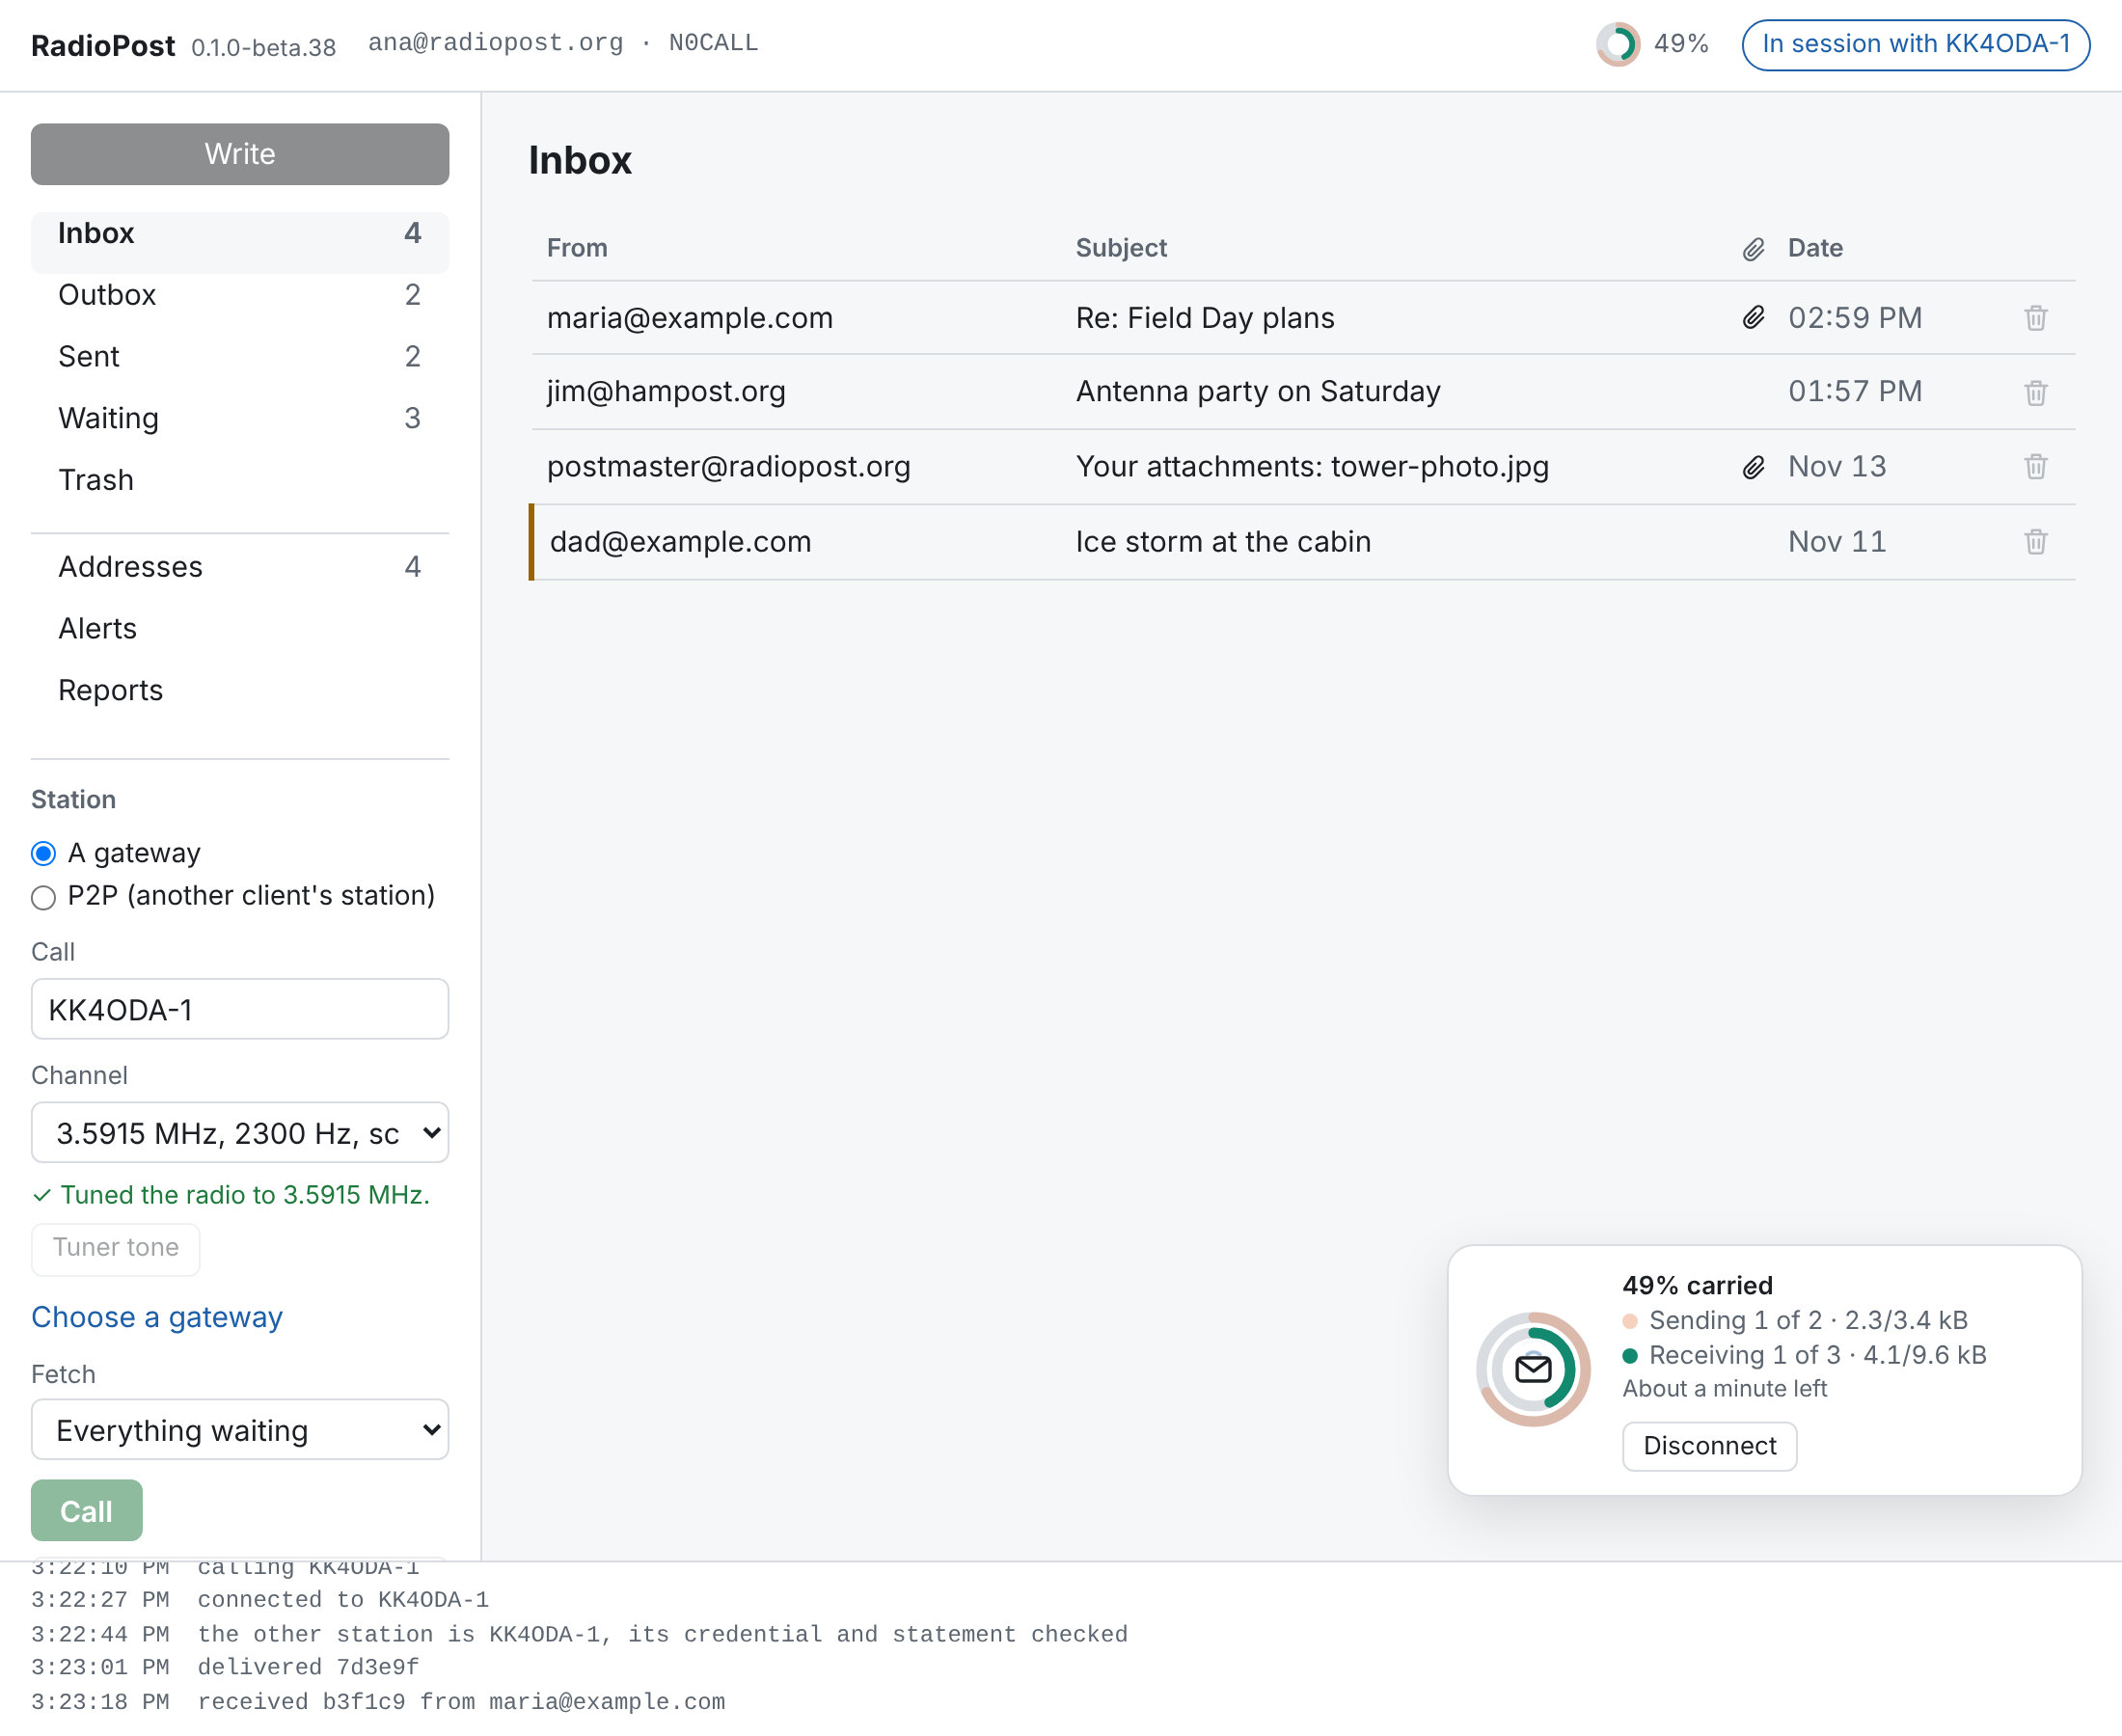 RadioPost 0.1.0-beta.38 ana@radiopost.org · N0CALL 49% In session with KK4ODA-1
Write
Inbox 4
Outbox 2
Sent 2
Waiting 3
Trash
Addresses 4
Alerts
Reports
Station
A gateway
P2P (another client's station)
Call
KK4ODA-1
Channel
3.5915 MHz, 2300 Hz, sc
✓ Tuned the radio to 3.5915 MHz.
Tuner tone
Choose a gateway
Fetch
Everything waiting
Call
Inbox
From Subject Date
maria@example.com Re: Field Day plans 02:59 PM
jim@hampost.org Antenna party on Saturday 01:57 PM
postmaster@radiopost.org Your attachments: tower-photo.jpg Nov 13
dad@example.com Ice storm at the cabin Nov 11
49% carried
Sending 1 of 2 · 2.3/3.4 kB
Receiving 1 of 3 · 4.1/9.6 kB
About a minute left
Disconnect
3:22:10 PM calling KK4ODA-1
3:22:27 PM connected to KK4ODA-1
3:22:44 PM the other station is KK4ODA-1, its credential and statement checked
3:23:01 PM delivered 7d3e9f
3:23:18 PM received b3f1c9 from maria@example.com